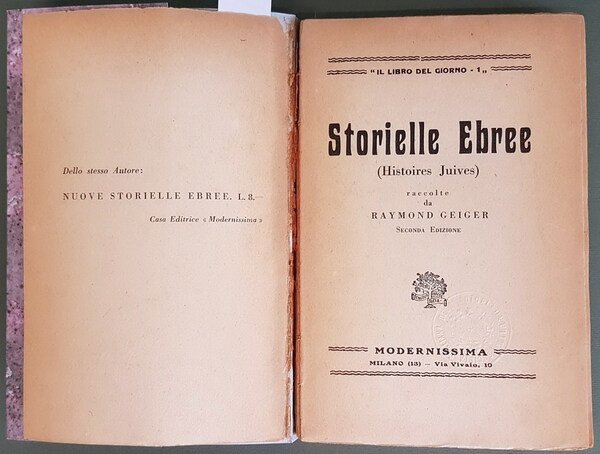 Dello stesso Autore:
NUOVE STORIELLE EBREE. L. 8.—
Casa Editrice « Modernissima »
" IL LIBRO DEL GIORNO - 1 „
Storielle Ebree
(Histoires Juives)
raccolte
da
RAYMOND GEIGER
SECONDA EDIZIONE
MODERNISSIMA
MILANO (13) — Via Vivaio, 10